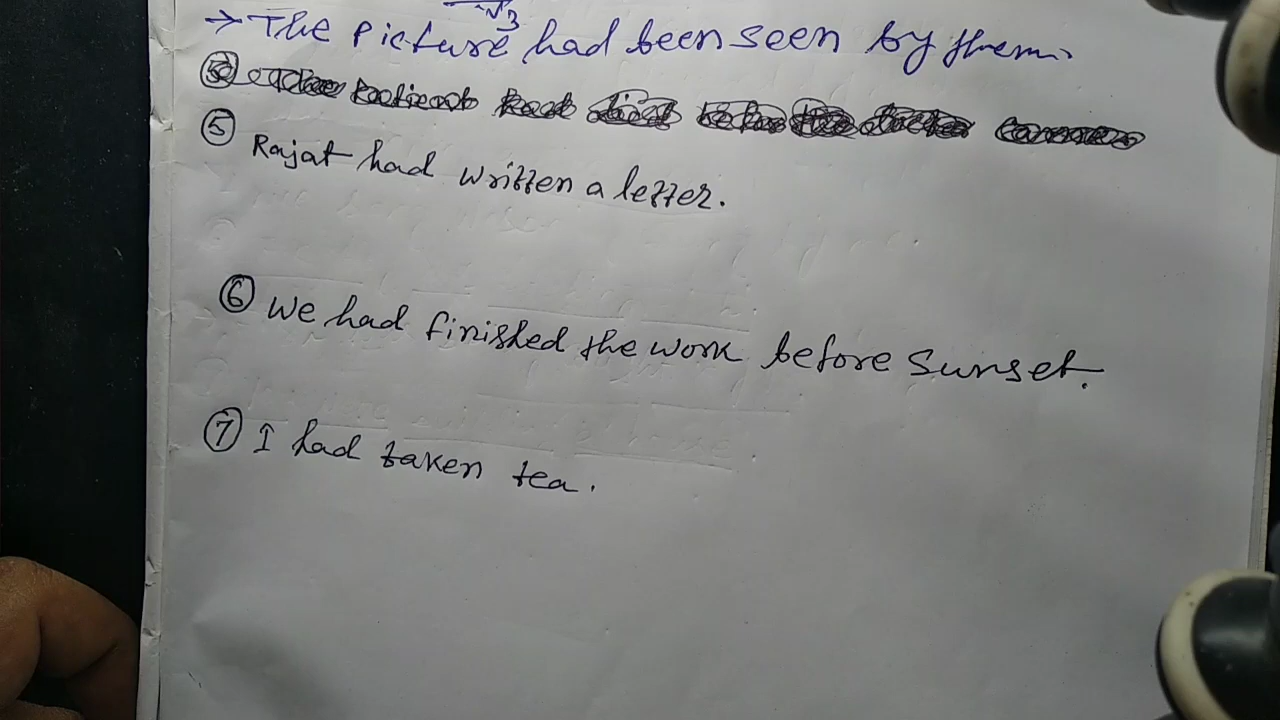 → The picture had been seen by them.
⑤ Rajat had written a letter.
⑥ We had finished the work before sunset.
⑦ I had taken tea.